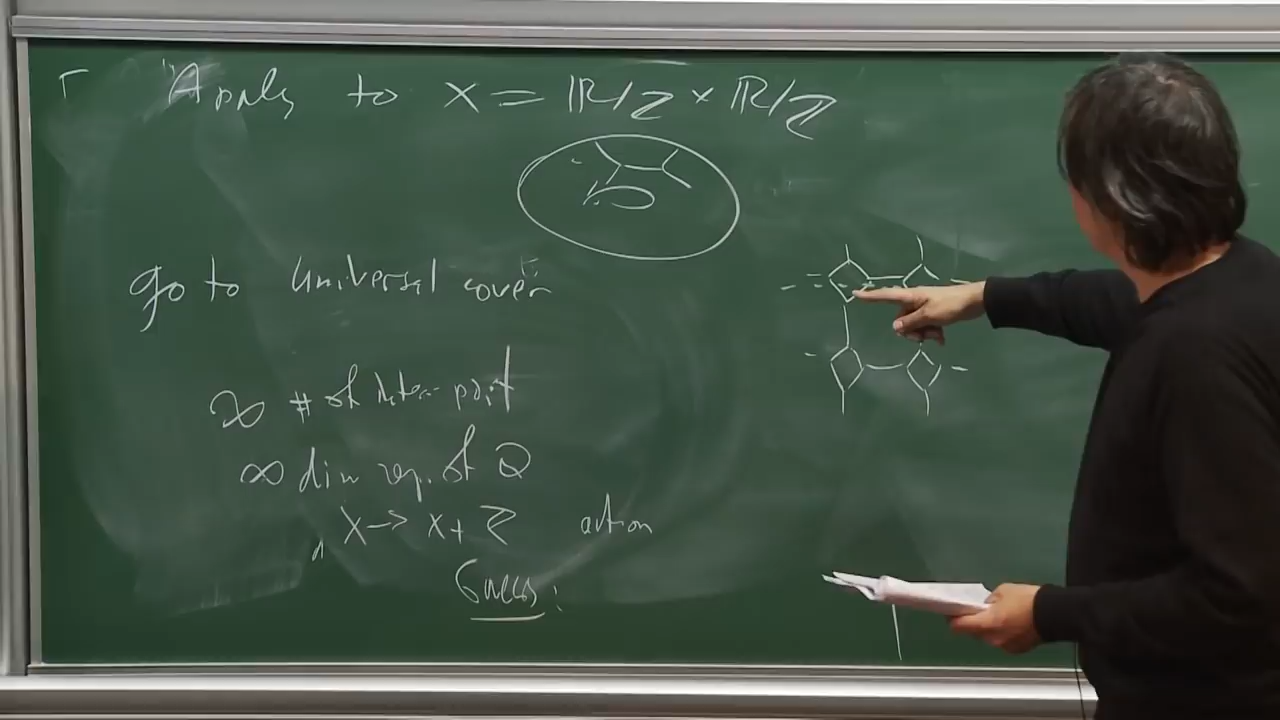 Apply to X = ℝ/ℤ × ℝ/ℤ
go to universal cover
∞ # of inter. point
∞ dim rep. of Q
X → X + ℤ action
Guess: